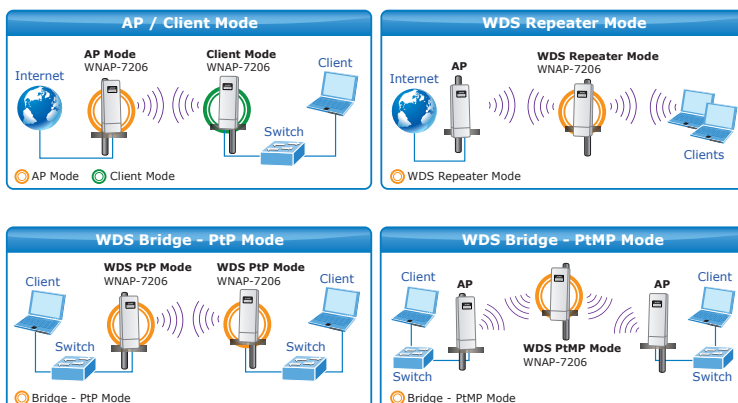 AP / Client Mode
AP Mode
WNAP-7206
Client Mode
WNAP-7206
Internet
Client
Switch
AP Mode
Client Mode
WDS Repeater Mode
AP
WDS Repeater Mode
WNAP-7206
Internet
Clients
WDS Repeater Mode
WDS Bridge - PtP Mode
WDS PtP Mode
WNAP-7206
WDS PtP Mode
WNAP-7206
Client
Client
Switch
Switch
Bridge - PtP Mode
WDS Bridge - PtMP Mode
Client
AP
AP
Client
WDS PtMP Mode
WNAP-7206
Switch
Switch
Bridge - PtMP Mode